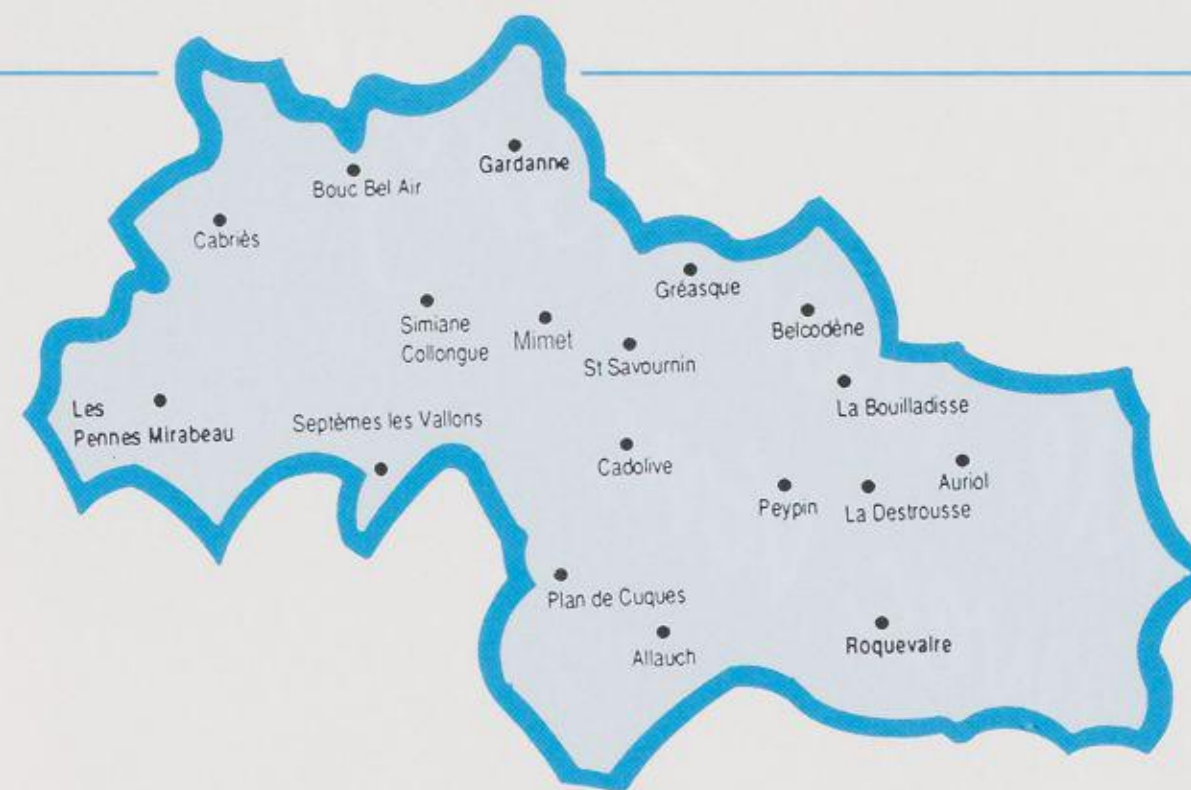 Gardanne
Bouc Bel Air
Cabriès
Gréasque
Belcodène
Simiane
Collongue
Mimet
St Savournin
La Bouilladisse
Les
Pennes Mirabeau
Septèmes les Vallons
Cadolive
Auriol
Peypin
La Destrousse
Plan de Cuques
Allauch
Roquevaire